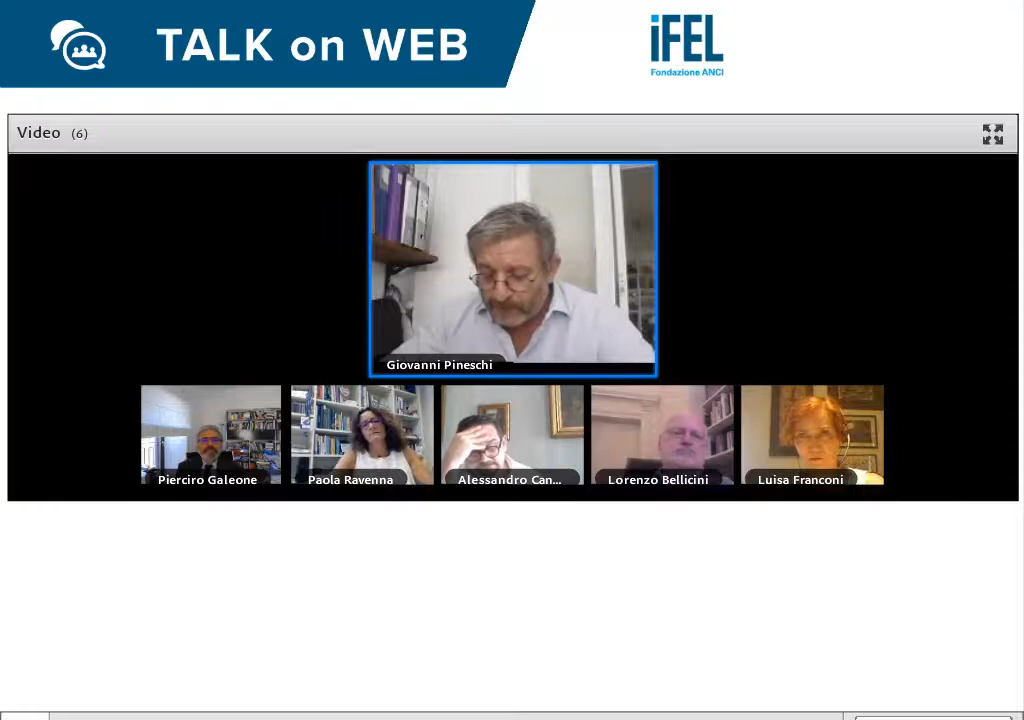 TALK on WEB
iFEL
Fondazione ANCI
Video (6)
Giovanni Pineschi
Pierciro Galeone
Paola Ravenna
Alessandro Can...
Lorenzo Bellicini
Luisa Franconi